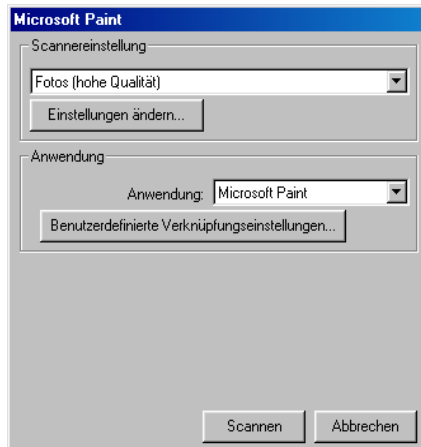 Microsoft Paint
Scannereinstellung
Fotos (hohe Qualität)
Einstellungen ändern...
Anwendung
Anwendung: Microsoft Paint
Benutzerdefinierte Verknüpfungseinstellungen...
Scannen Abbrechen